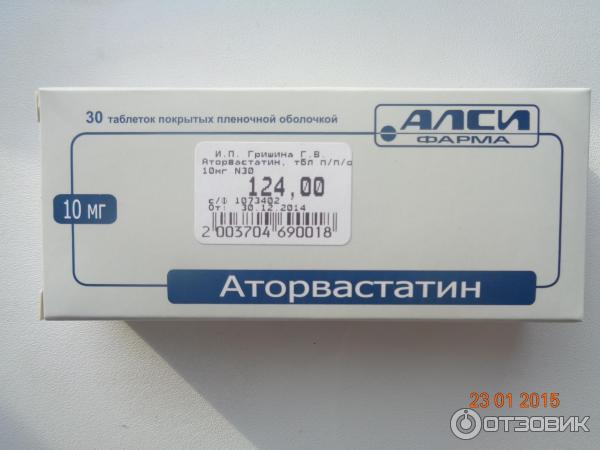 30 таблеток покрытых пленочной оболочкой
АЛСИ
ФАРМА
И.П. Гришина Г.В.
Аторвастатин, тбл п/п/о
10мг N30
124,00
с/ф 1073402
От: 30.12.2014
2 003704 690018
10 мг
Аторвастатин
23 01 2015
ОТЗОВИК